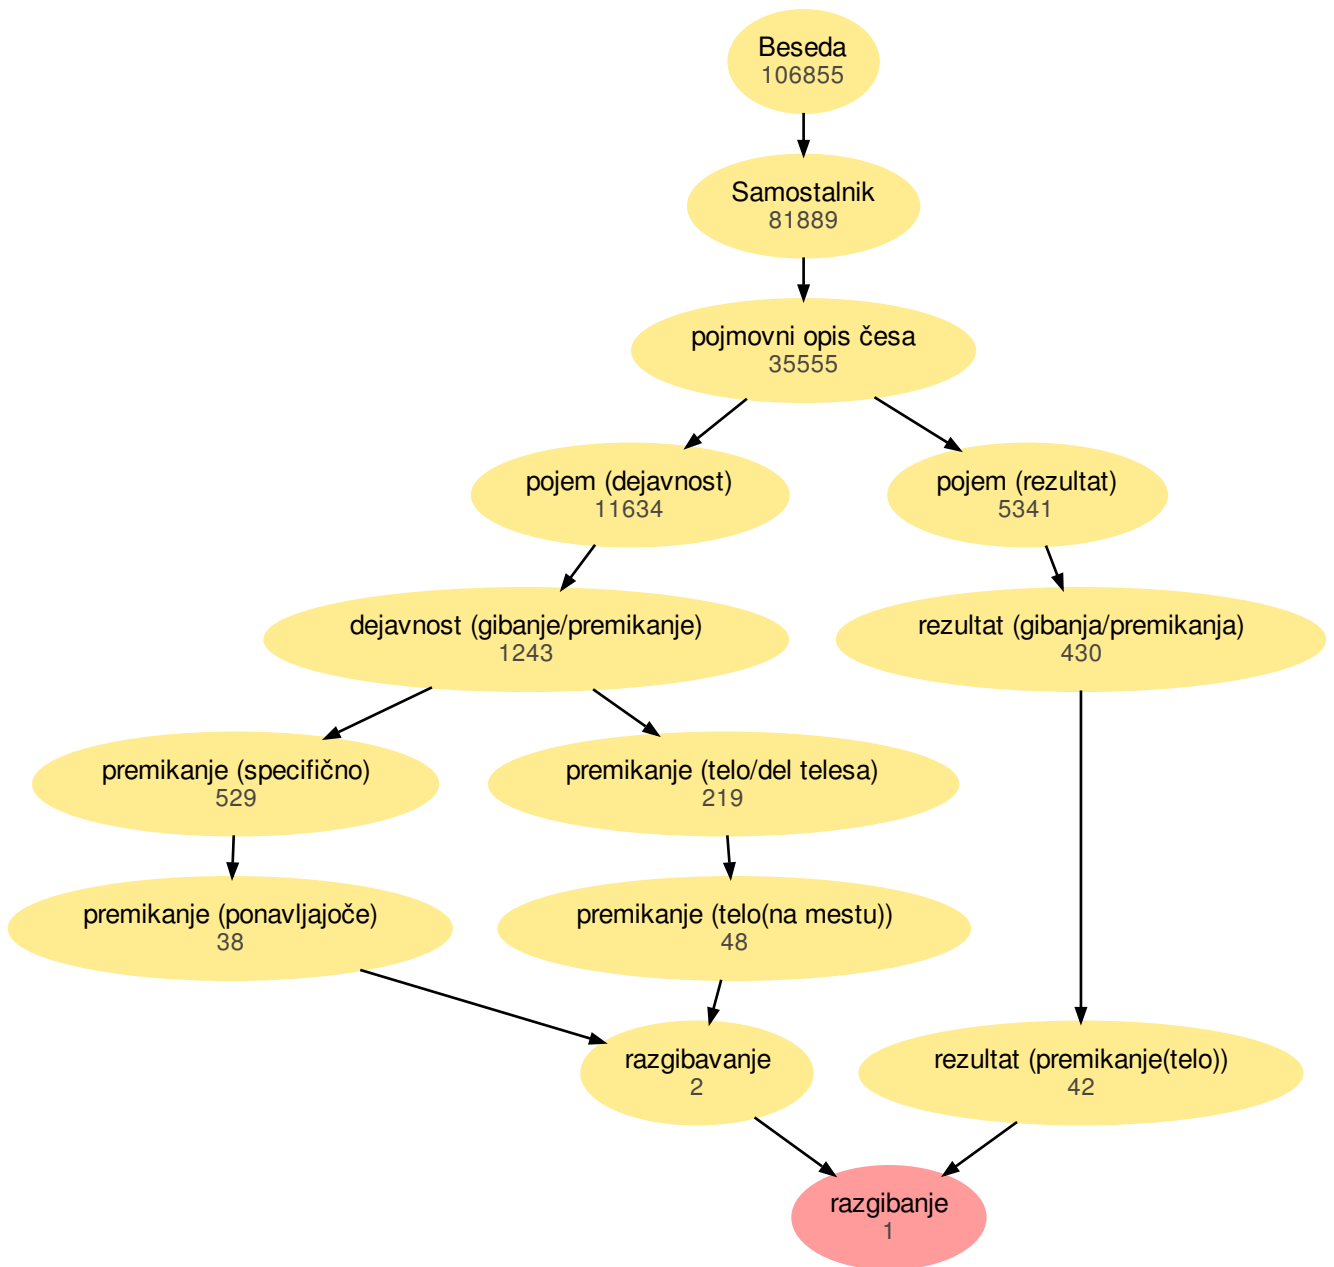 Beseda
106855
Samostalnik
81889
pojmovni opis česa
35555
pojem (dejavnost)
11634
pojem (rezultat)
5341
dejavnost (gibanje/premikanje)
1243
rezultat (gibanja/premikanja)
430
premikanje (specifično)
529
premikanje (telo/del telesa)
219
premikanje (ponavljajoče)
38
premikanje (telo(na mestu))
48
razgibavanje
2
rezultat (premikanje(telo))
42
razgibanje
1